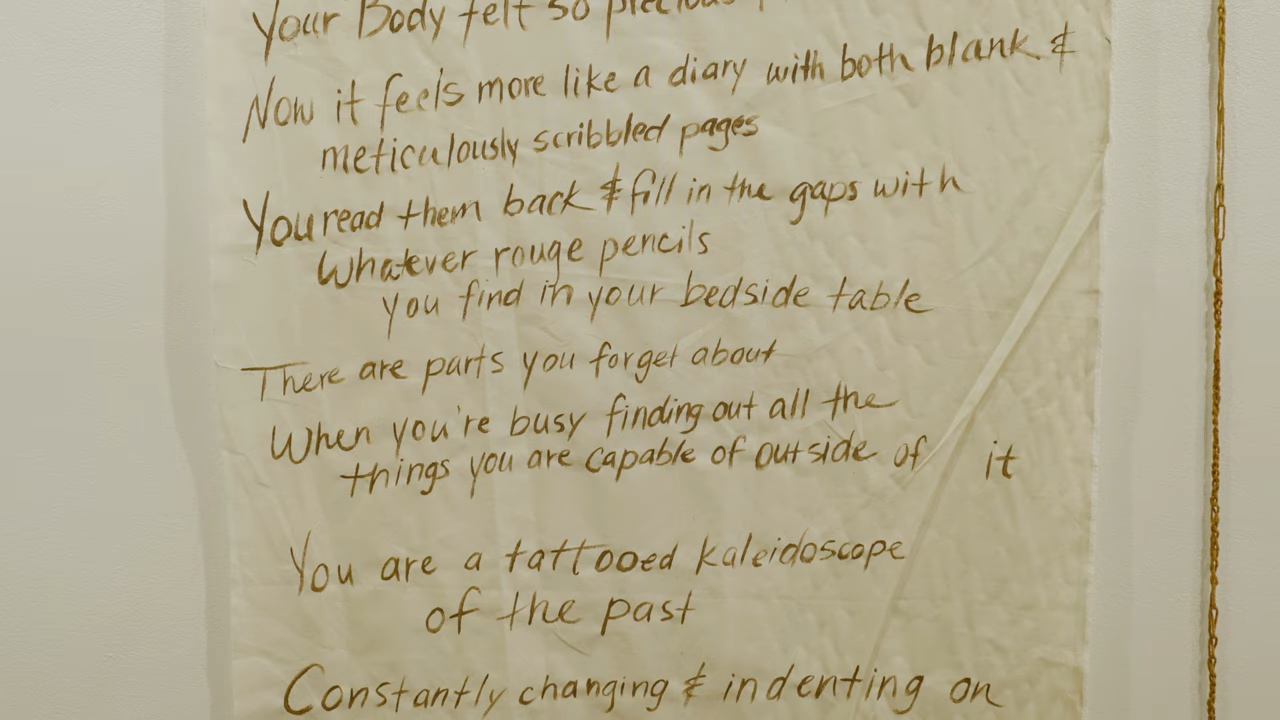 Your Body felt so precious
Now it feels more like a diary with both blank &
meticulously scribbled pages
You read them back & fill in the gaps with
Whatever rouge pencils
you find in your bedside table
There are parts you forget about
When you're busy finding out all the
things you are capable of outside of it
You are a tattooed kaleidoscope
of the past
Constantly changing & indenting on